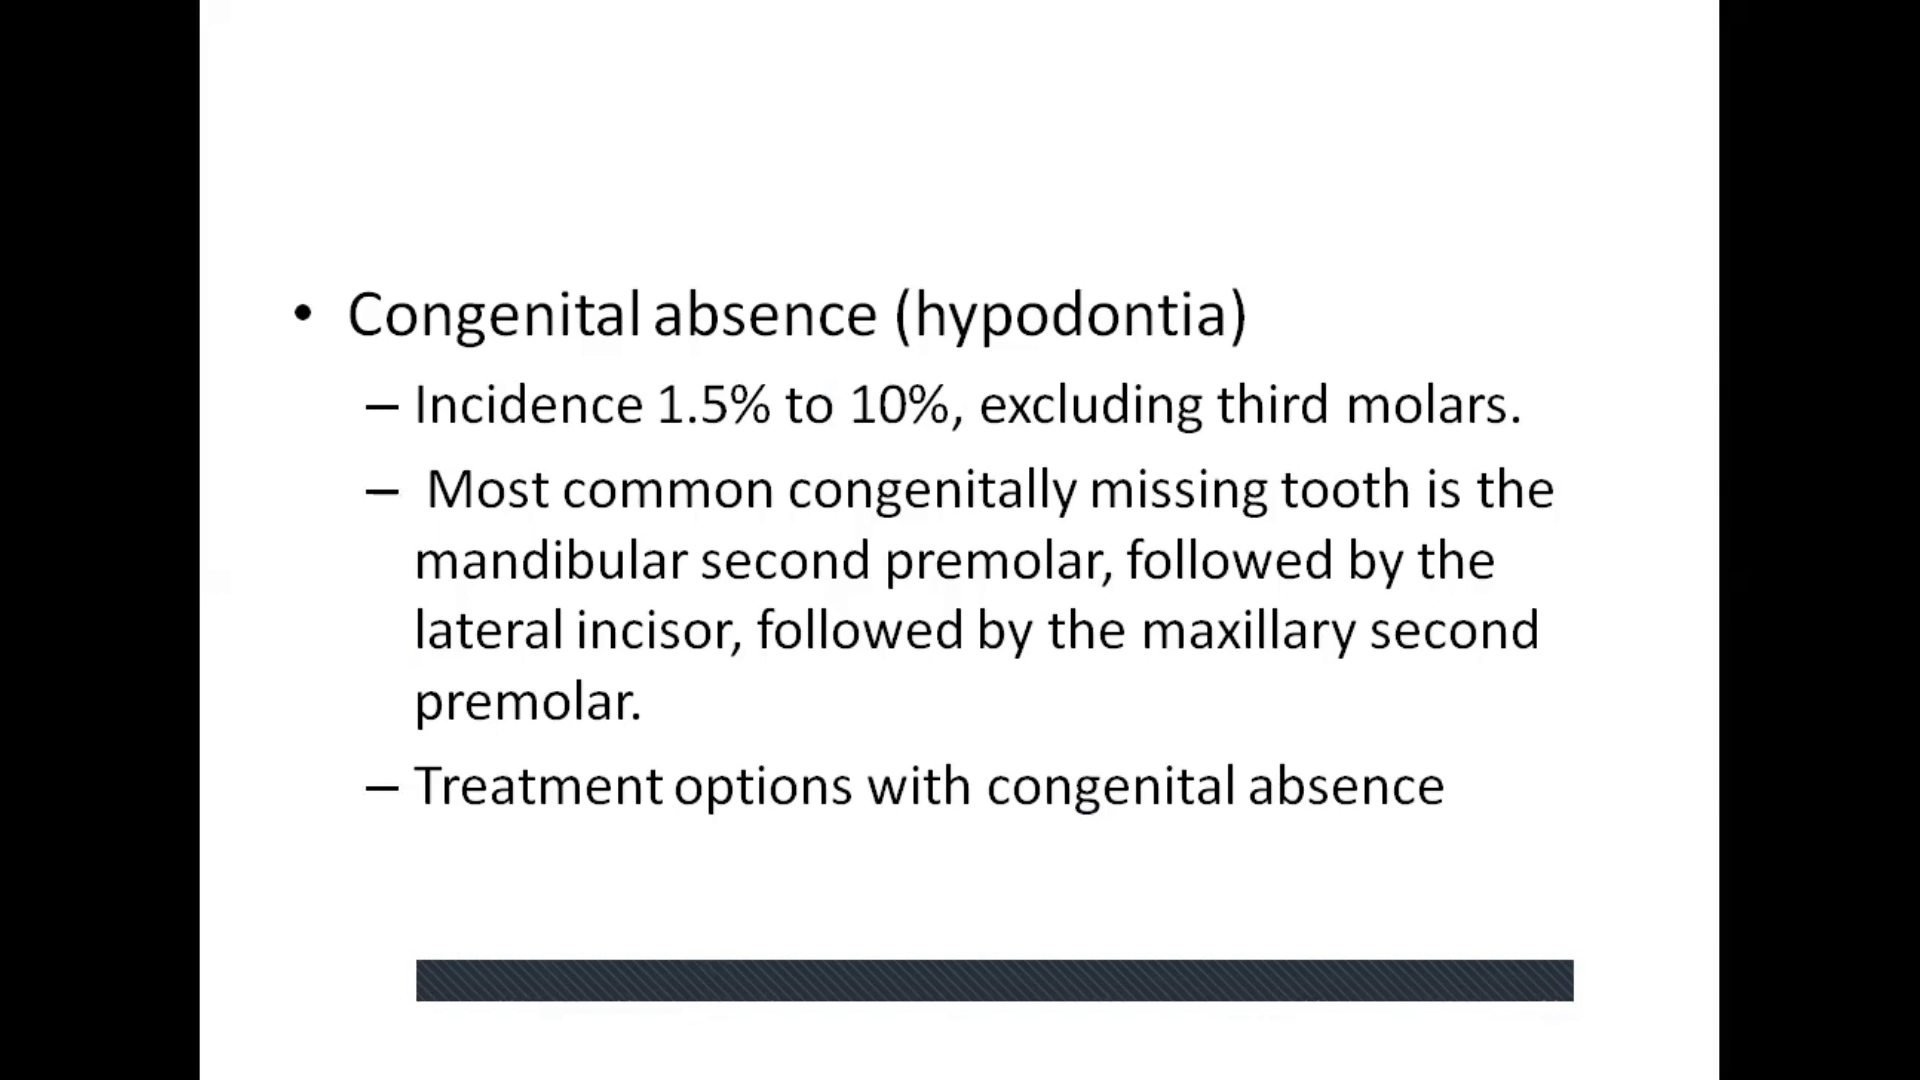 • Congenital absence (hypodontia)
– Incidence 1.5% to 10%, excluding third molars.
– Most common congenitally missing tooth is the
mandibular second premolar, followed by the
lateral incisor, followed by the maxillary second
premolar.
– Treatment options with congenital absence